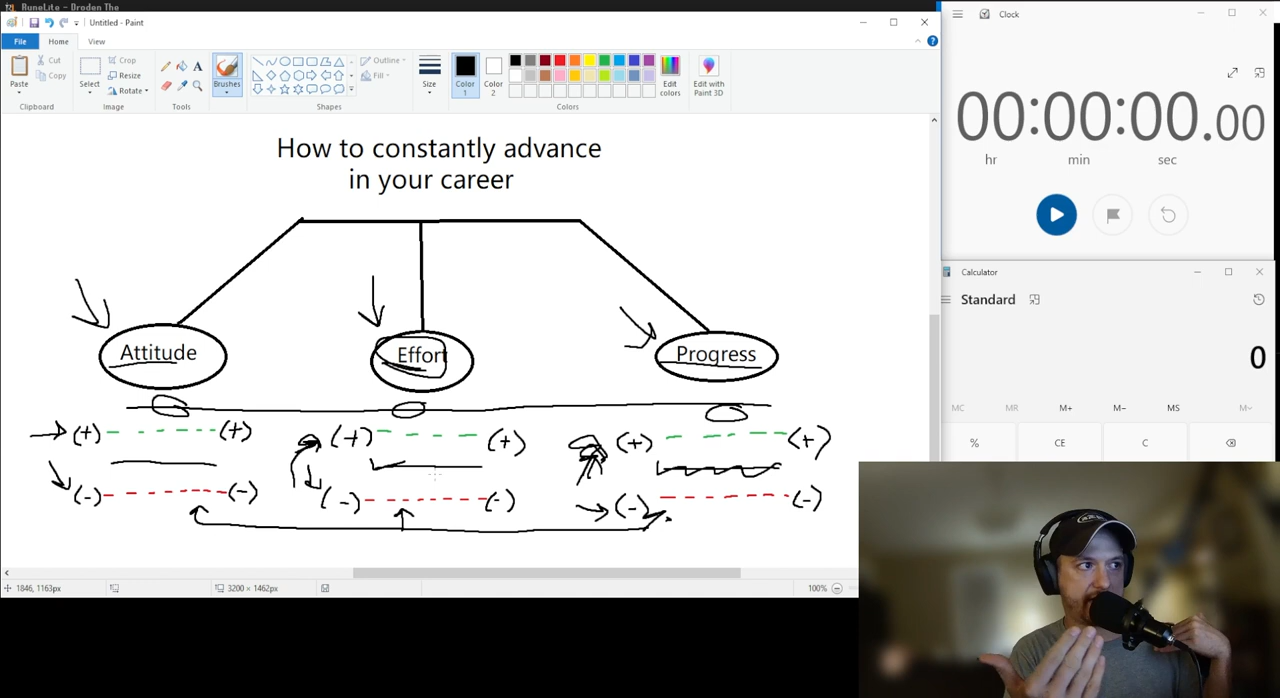 RuneLite - Broden The
Untitled - Paint
Clock
File Home View
Paste
Cut
Copy
Clipboard
Select
Crop
Resize
Rotate
Image
Tools
Brushes
Outline
Fill
Shapes
Size
Color 1
Color 2
Edit colors
Edit with Paint 3D
Colors
00:00:00.00
hr min sec
How to constantly advance
in your career
Attitude
Effort
Progress
(+) (+) (+) (+) (+) (+)
(-) (-) (-) (-) (-) (-)
Calculator
Standard
0
MC MR M+ M− MS M˅
% CE C
1846, 1163px
3200 × 1462px
100%